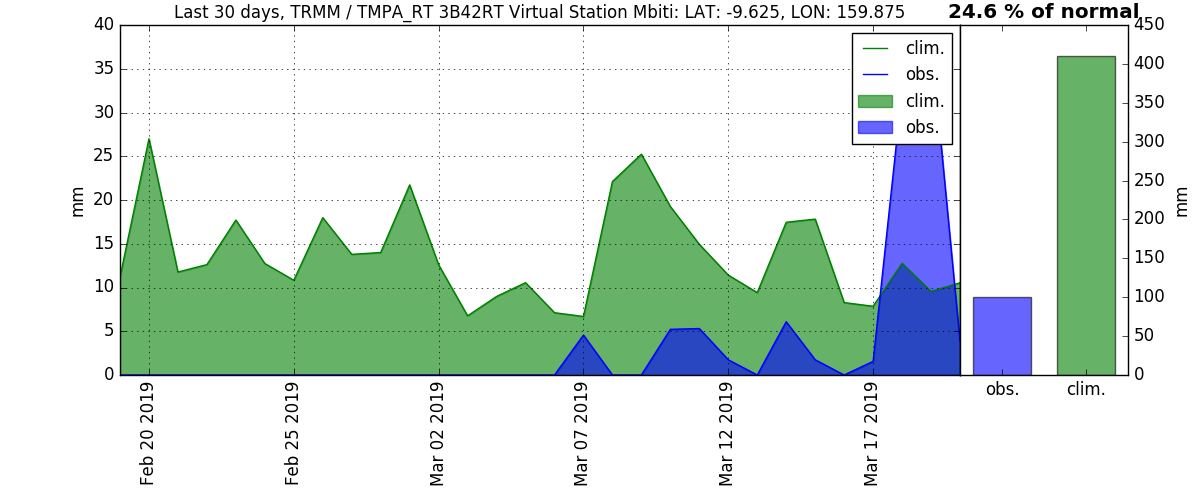 Last 30 days, TRMM / TMPA_RT 3B42RT Virtual Station Mbiti: LAT: -9.625, LON: 159.875
24.6 % of normal
40
35
30
25
20
15
10
5
0
mm
clim.
obs.
clim.
obs.
450
400
350
300
250
200
150
100
50
0
mm
Feb 20 2019
Feb 25 2019
Mar 02 2019
Mar 07 2019
Mar 12 2019
Mar 17 2019
obs.
clim.